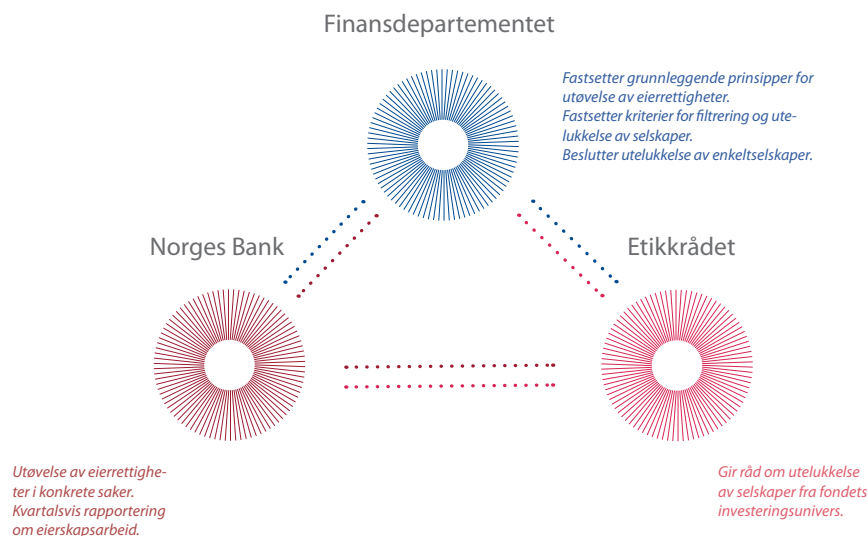 Finansdepartementet
Fastsetter grunnleggende prinsipper for
utøvelse av eierrettigheter.
Fastsetter kriterier for filtrering og ute-
lukkelse av selskaper.
Beslutter utelukkelse av enkeltselskaper.
Norges Bank
Etikkrådet
Utøvelse av eierrettighe-
ter i konkrete saker.
Kvartalsvis rapportering
om eierskapsarbeid.
Gir råd om utelukkelse
av selskaper fra fondets
investeringsunivers.